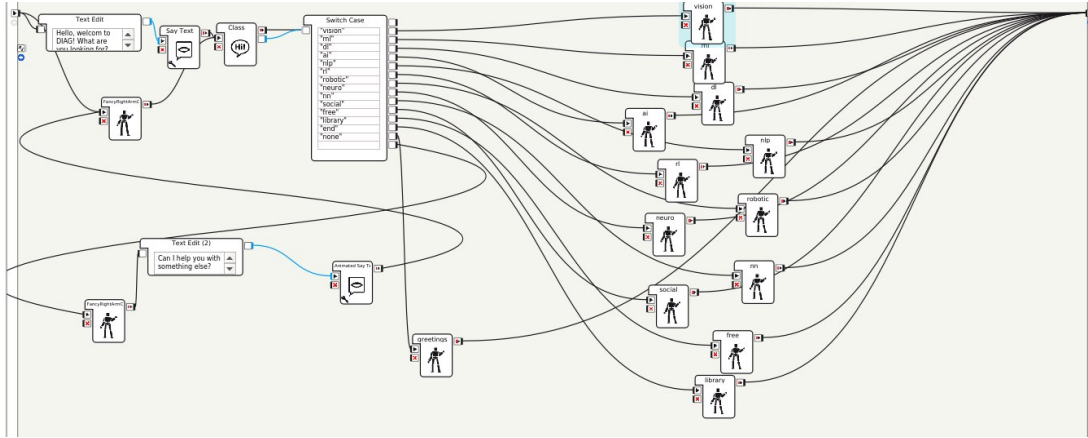 Text Edit
Hello, welcom to
DIAG! What are
you looking for?
Say Text
Class
Hi!
Switch Case
"vision"
"ml"
"dl"
"ai"
"nlp"
"rl"
"robotic"
"neuro"
"nn"
"social"
"free"
"library"
"end"
"none"
FancyRightArmC
vision
ml
dl
ai
nlp
rl
robotic
neuro
nn
social
free
library
greetings
Text Edit (2)
Can I help you with
something else?
Animated Say Te
FancyRightArmC